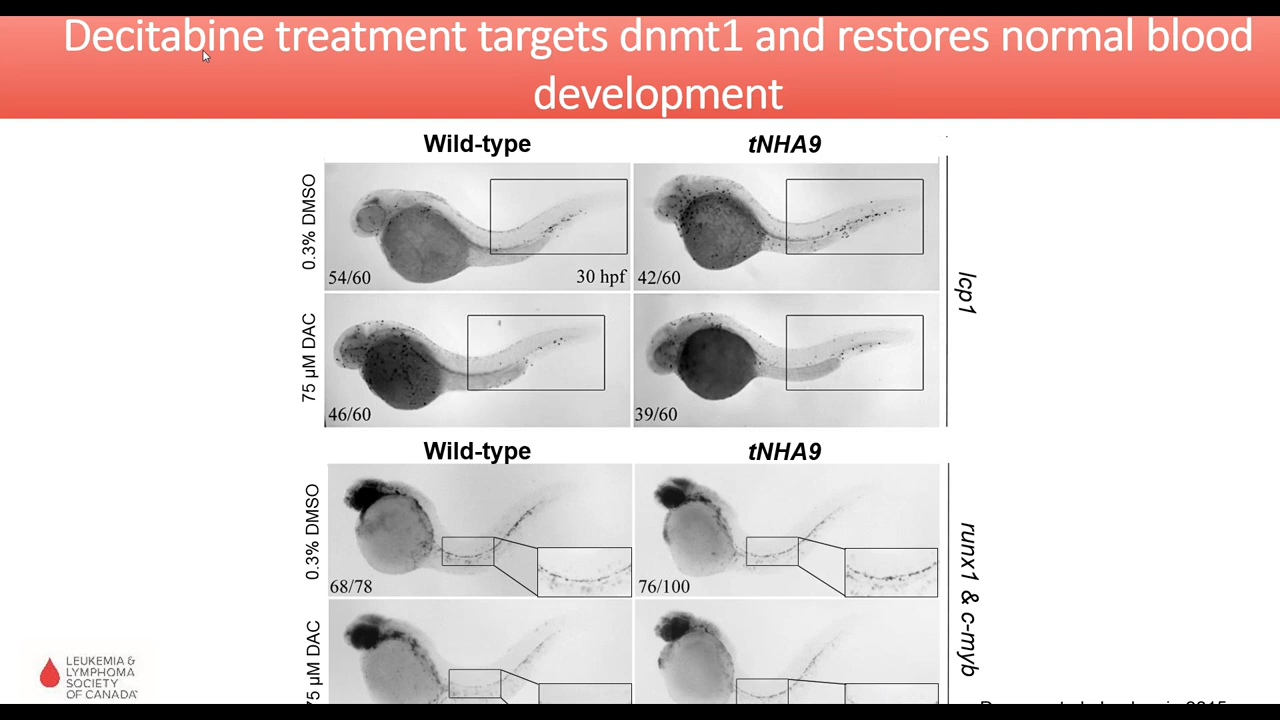 Decitabine treatment targets dnmt1 and restores normal blood
development
Wild-type
tNHA9
0.3% DMSO
54/60
30 hpf
42/60
lcp1
75 µM DAC
46/60
39/60
Wild-type
tNHA9
0.3% DMSO
68/78
76/100
runx1 & c-myb
µM DAC
LEUKEMIA &
LYMPHOMA
SOCIETY
OF CANADA